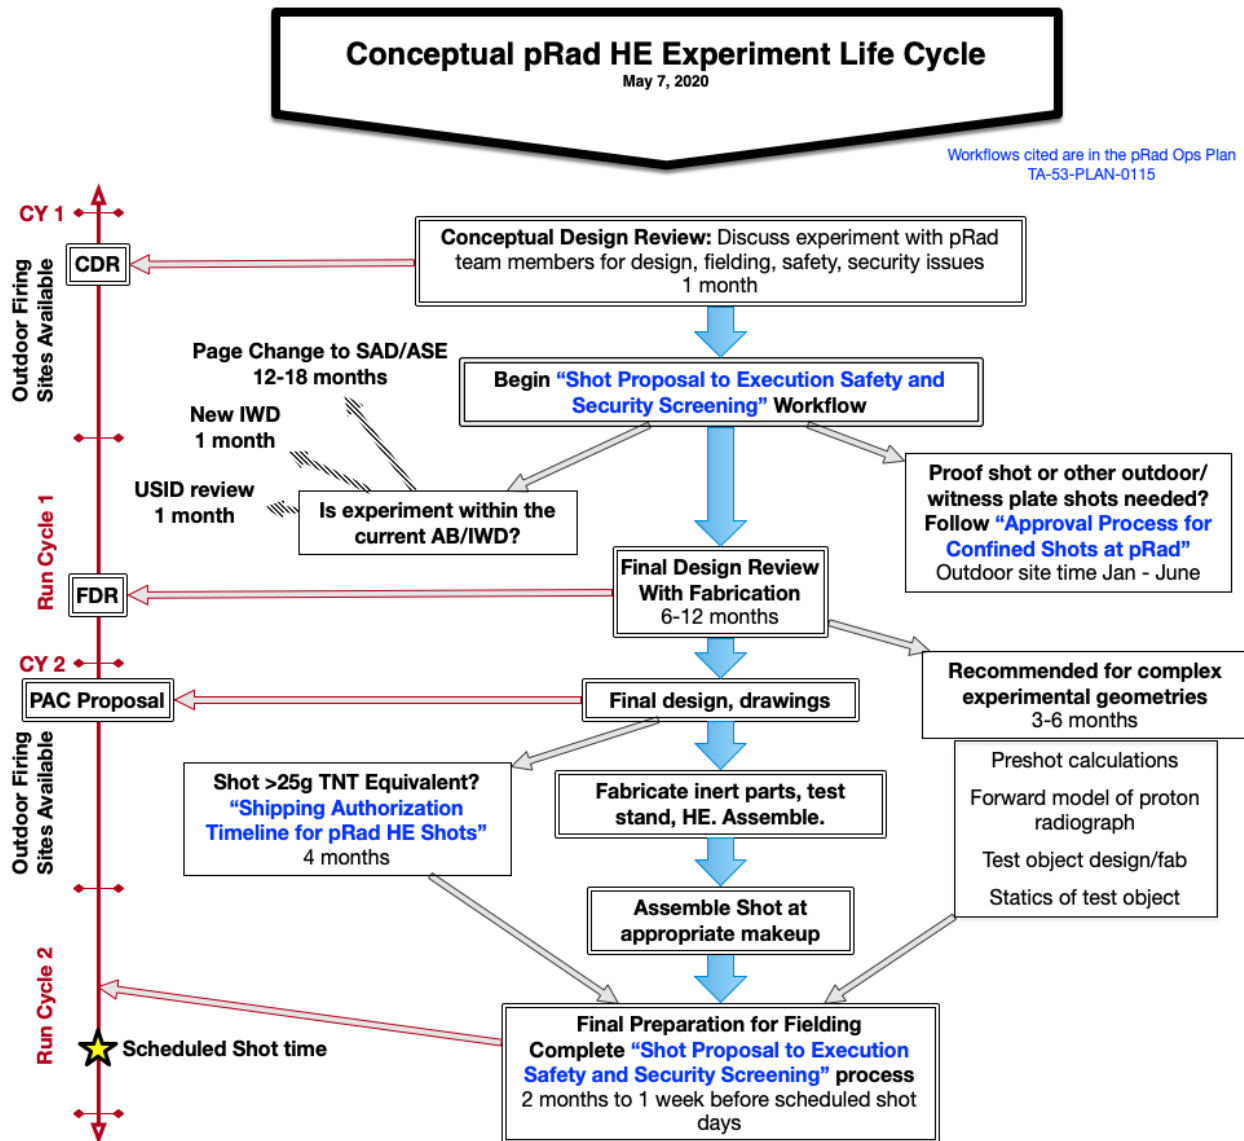 Conceptual pRad HE Experiment Life Cycle
May 7, 2020
Workflows cited are in the pRad Ops Plan
TA-53-PLAN-0115
CY 1
CDR
Outdoor Firing
Sites Available
Conceptual Design Review: Discuss experiment with pRad
team members for design, fielding, safety, security issues
1 month
Page Change to SAD/ASE
12-18 months
Begin “Shot Proposal to Execution Safety and
Security Screening” Workflow
New IWD
1 month
USID review
1 month
Is experiment within the
current AB/IWD?
Proof shot or other outdoor/
witness plate shots needed?
Follow “Approval Process for
Confined Shots at pRad”
Outdoor site time Jan - June
Run Cycle 1
FDR
Final Design Review
With Fabrication
6-12 months
CY 2
PAC Proposal
Final design, drawings
Recommended for complex
experimental geometries
3-6 months
Preshot calculations
Forward model of proton
radiograph
Test object design/fab
Statics of test object
Outdoor Firing
Sites Available
Shot >25g TNT Equivalent?
“Shipping Authorization
Timeline for pRad HE Shots”
4 months
Fabricate inert parts, test
stand, HE. Assemble.
Assemble Shot at
appropriate makeup
Run Cycle 2
Scheduled Shot time
Final Preparation for Fielding
Complete “Shot Proposal to Execution
Safety and Security Screening” process
2 months to 1 week before scheduled shot
days